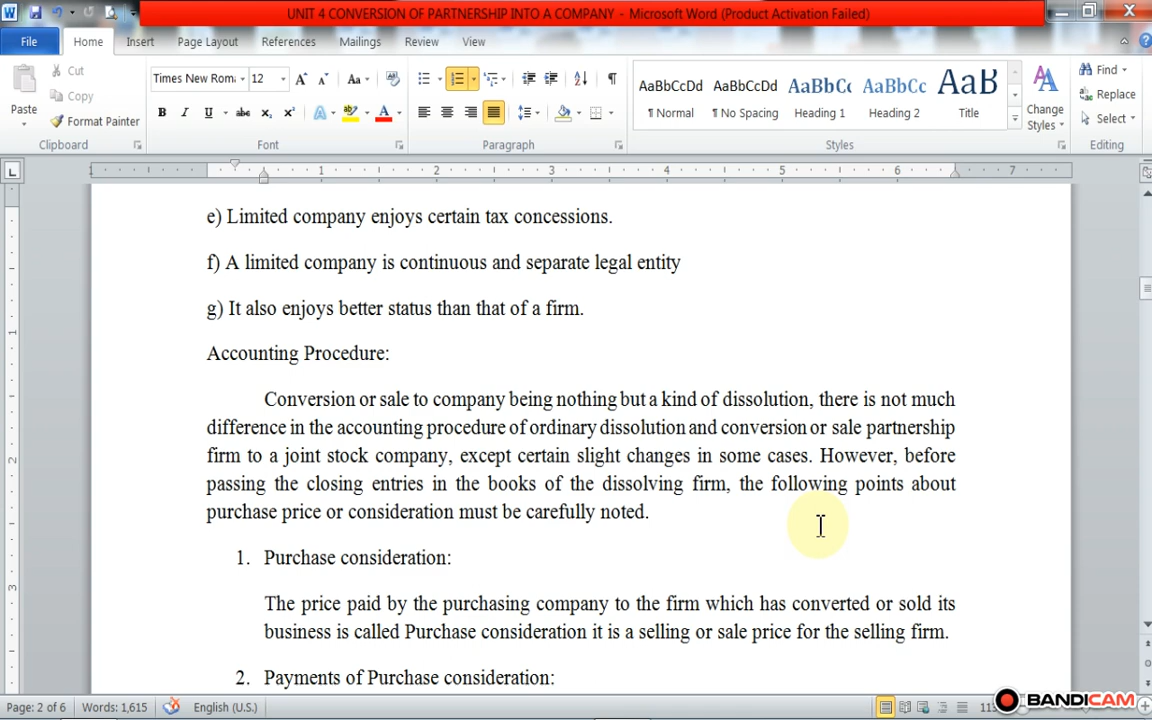 UNIT 4 CONVERSION OF PARTNERSHIP INTO A COMPANY - Microsoft Word (Product Activation Failed)
File Home Insert Page Layout References Mailings Review View
Paste
Cut
Copy
Format Painter
Clipboard
Times New Rom 12
Font
Paragraph
AaBbCcDd AaBbCcDd AaBbCc AaBbCc AaB
¶ Normal ¶ No Spacing Heading 1 Heading 2 Title
Change
Styles
Styles
Find
Replace
Select
Editing
1 1 2 3 4 5 6 7
e) Limited company enjoys certain tax concessions.
f) A limited company is continuous and separate legal entity
g) It also enjoys better status than that of a firm.
Accounting Procedure:
Conversion or sale to company being nothing but a kind of dissolution, there is not much
difference in the accounting procedure of ordinary dissolution and conversion or sale partnership
firm to a joint stock company, except certain slight changes in some cases. However, before
passing the closing entries in the books of the dissolving firm, the following points about
purchase price or consideration must be carefully noted.
1. Purchase consideration:
The price paid by the purchasing company to the firm which has converted or sold its
business is called Purchase consideration it is a selling or sale price for the selling firm.
2. Payments of Purchase consideration:
Page: 2 of 6 Words: 1,615 English (U.S.)
BANDICAM